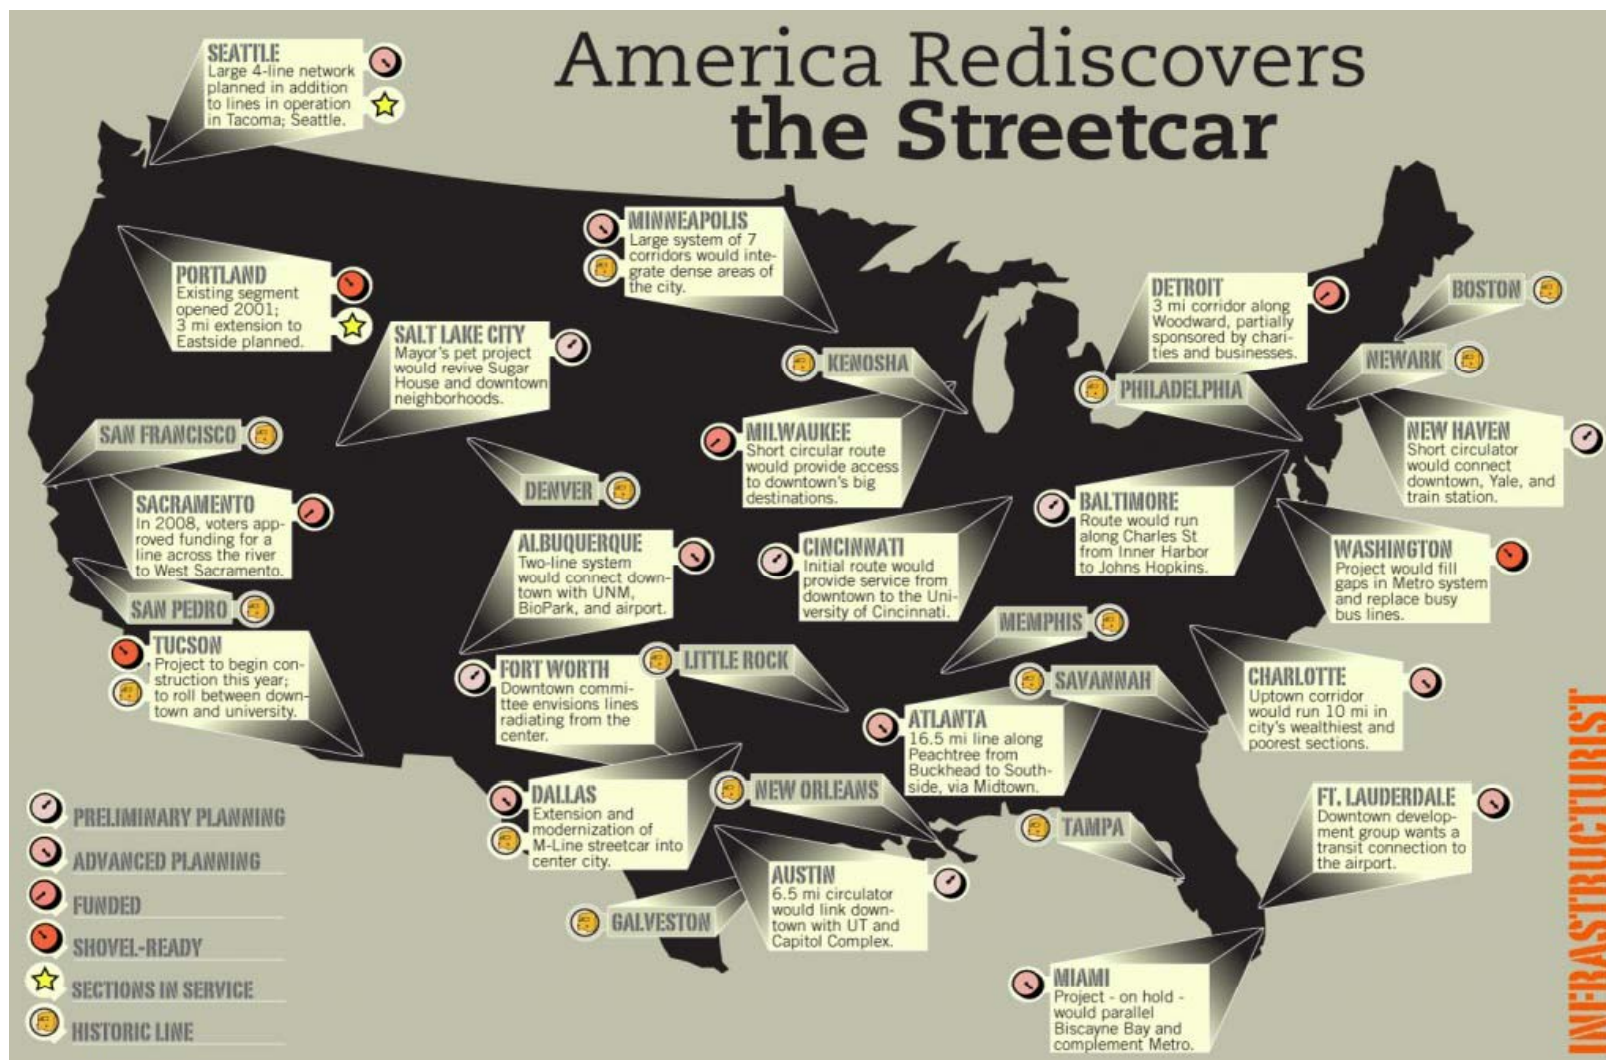 America Rediscovers
the Streetcar
SEATTLE
Large 4-line network
planned in addition
to lines in operation
in Tacoma; Seattle.
PORTLAND
Existing segment
opened 2001;
3 mi extension to
Eastside planned.
SALT LAKE CITY
Mayor's pet project
would revive Sugar
House and downtown
neighborhoods.
MINNEAPOLIS
Large system of 7
corridors would inte-
grate dense areas of
the city.
KENOSHA
MILWAUKEE
Short circular route
would provide access
to downtown's big
destinations.
DETROIT
3 mi corridor along
Woodward, partially
sponsored by chari-
ties and businesses.
PHILADELPHIA
BOSTON
NEWARK
NEW HAVEN
Short circulator
would connect
downtown, Yale, and
train station.
SAN FRANCISCO
SACRAMENTO
In 2008, voters app-
roved funding for a
line across the river
to West Sacramento.
SAN PEDRO
DENVER
ALBUQUERQUE
Two-line system
would connect down-
town with UNM,
BioPark, and airport.
CINCINNATI
Initial route would
provide service from
downtown to the Uni-
versity of Cincinnati.
BALTIMORE
Route would run
along Charles St
from Inner Harbor
to Johns Hopkins.
WASHINGTON
Project would fill
gaps in Metro system
and replace busy
bus lines.
TUCSON
Project to begin con-
struction this year;
to roll between down-
town and university.
FORT WORTH
Downtown commi-
ttee envisions lines
radiating from the
center.
LITTLE ROCK
MEMPHIS
SAVANNAH
CHARLOTTE
Uptown corridor
would run 10 mi in
city's wealthiest and
poorest sections.
ATLANTA
16.5 mi line along
Peachtree from
Buckhead to South-
side, via Midtown.
DALLAS
Extension and
modernization of
M-Line streetcar into
center city.
NEW ORLEANS
TAMPA
FT. LAUDERDALE
Downtown develop-
ment group wants a
transit connection to
the airport.
AUSTIN
6.5 mi circulator
would link down-
town with UT and
Capitol Complex.
GALVESTON
MIAMI
Project - on hold -
would parallel
Biscayne Bay and
complement Metro.
PRELIMINARY PLANNING
ADVANCED PLANNING
FUNDED
SHOVEL-READY
SECTIONS IN SERVICE
HISTORIC LINE
INFRASTRUCTURIST